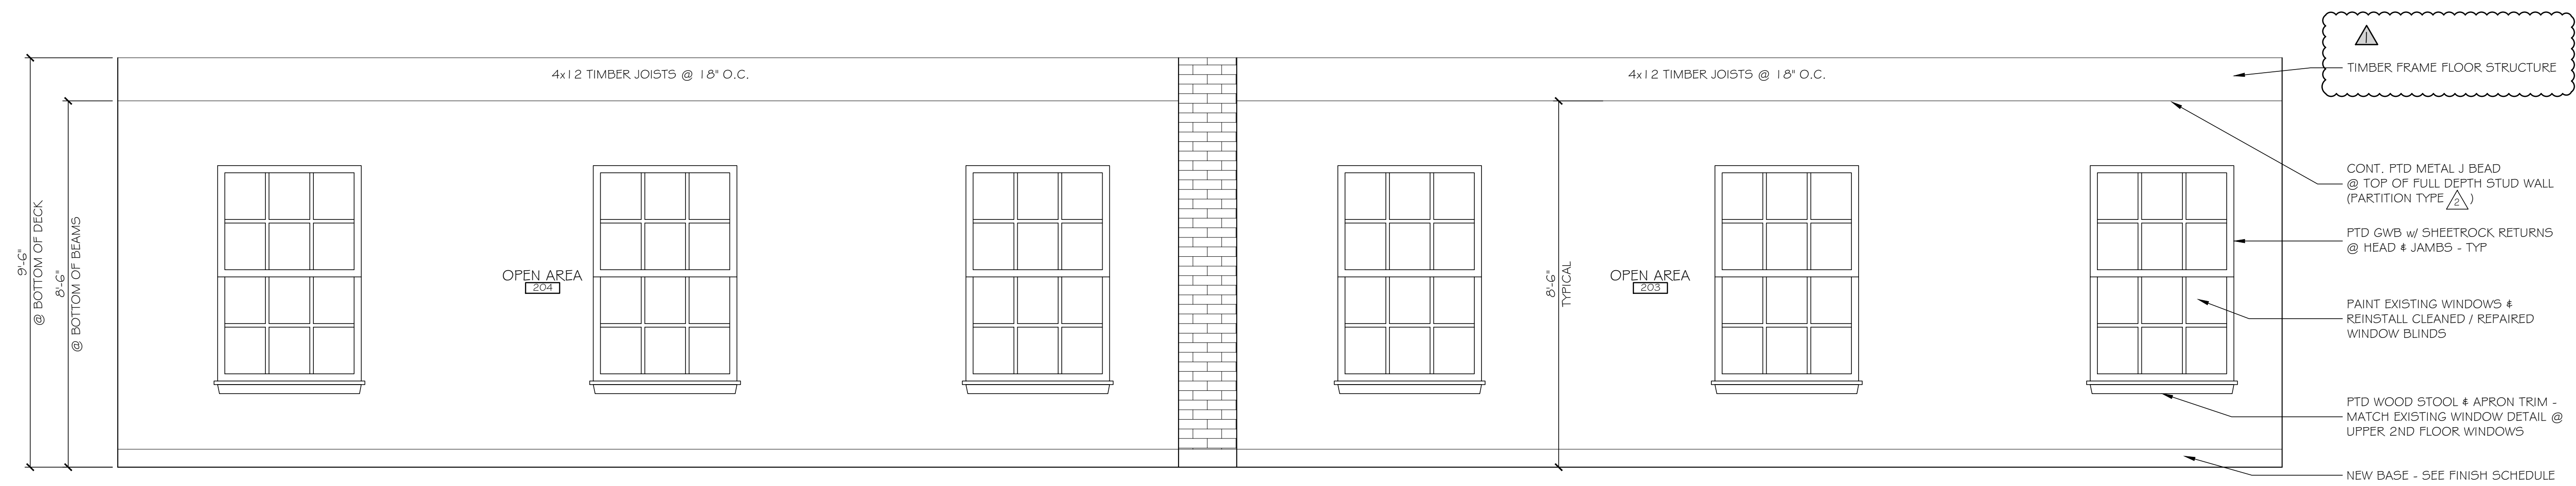 4x12 TIMBER JOISTS @ 18" O.C.
4x12 TIMBER JOISTS @ 18" O.C.
1
TIMBER FRAME FLOOR STRUCTURE
CONT. PTD METAL J BEAD
@ TOP OF FULL DEPTH STUD WALL
(PARTITION TYPE 2 )
PTD GWB w/ SHEETROCK RETURNS
@ HEAD & JAMBS - TYP
9'-6"
@ BOTTOM OF DECK
8'-6"
@ BOTTOM OF BEAMS
OPEN AREA
204
8'-6"
TYPICAL
OPEN AREA
203
PAINT EXISTING WINDOWS &
REINSTALL CLEANED / REPAIRED
WINDOW BLINDS
PTD WOOD STOOL & APRON TRIM -
MATCH EXISTING WINDOW DETAIL @
UPPER 2ND FLOOR WINDOWS
NEW BASE - SEE FINISH SCHEDULE